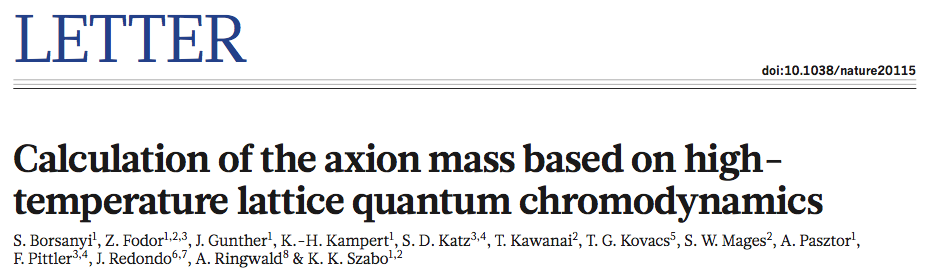 LETTER
doi:10.1038/nature20115
Calculation of the axion mass based on high-
temperature lattice quantum chromodynamics
S. Borsanyi¹, Z. Fodor¹,²,³, J. Gunther¹, K.-H. Kampert¹, S. D. Katz³,⁴, T. Kawanai², T. G. Kovacs⁵, S. W. Mages², A. Pasztor¹,
F. Pittler³,⁴, J. Redondo⁶,⁷, A. Ringwald⁸ & K. K. Szabo¹,²